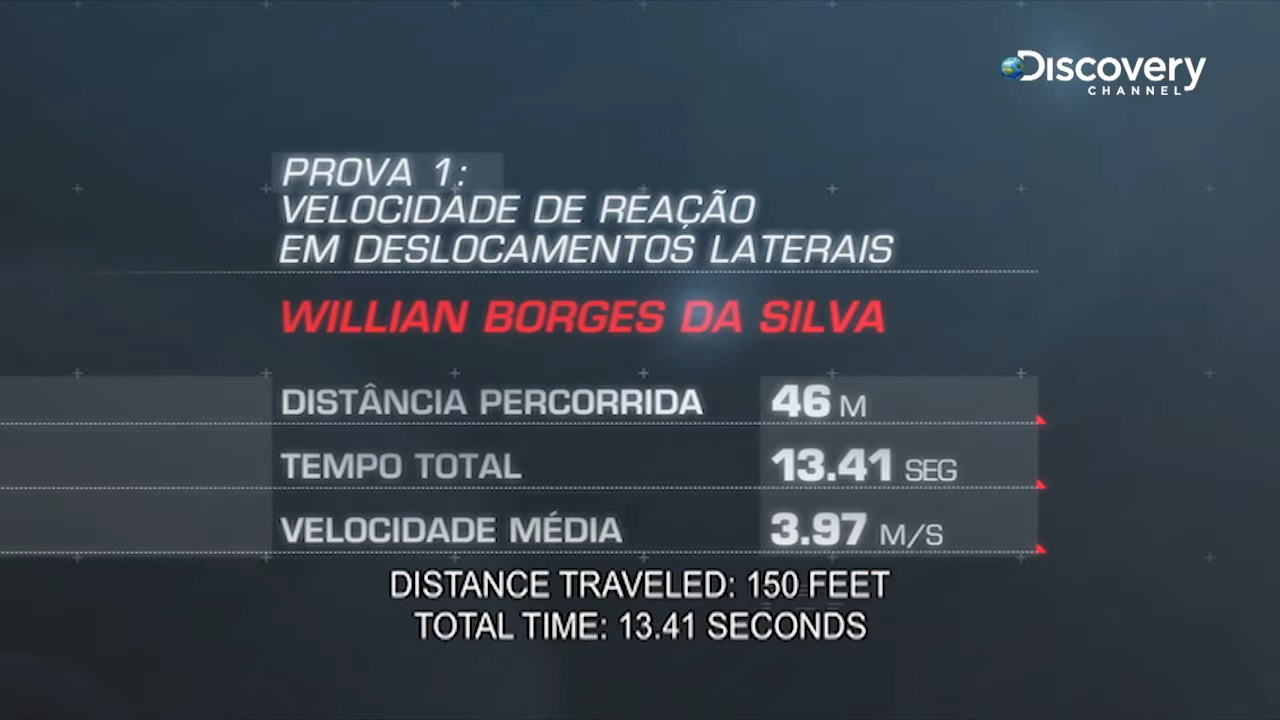 Discovery
CHANNEL
PROVA 1:
VELOCIDADE DE REAÇÃO
EM DESLOCAMENTOS LATERAIS
WILLIAN BORGES DA SILVA
DISTÂNCIA PERCORRIDA 46 M
TEMPO TOTAL 13.41 SEG
VELOCIDADE MÉDIA 3.97 M/S
DISTANCE TRAVELED: 150 FEET
TOTAL TIME: 13.41 SECONDS